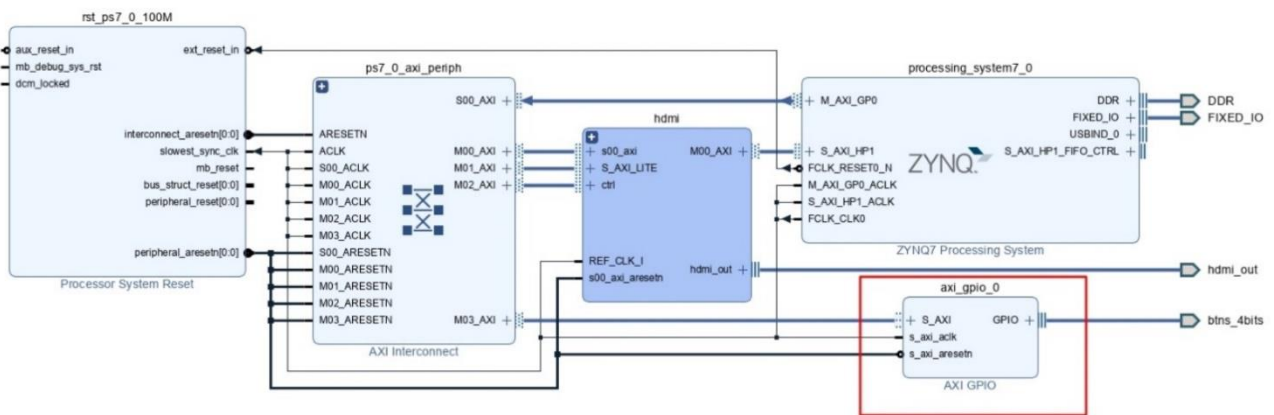 rst_ps7_0_100M
aux_reset_in
mb_debug_sys_rst
dcm_locked
ext_reset_in
interconnect_aresetn[0:0]
slowest_sync_clk
mb_reset
bus_struct_reset[0:0]
peripheral_reset[0:0]
peripheral_aresetn[0:0]
Processor System Reset
ps7_0_axi_periph
S00_AXI
ARESETN
ACLK
S00_ACLK
M00_ACLK
M01_ACLK
M02_ACLK
M03_ACLK
S00_ARESETN
M00_ARESETN
M01_ARESETN
M02_ARESETN
M03_ARESETN
M00_AXI
M01_AXI
M02_AXI
M03_AXI
AXI Interconnect
hdmi
s00_axi
S_AXI_LITE
ctrl
REF_CLK_I
s00_axi_aresetn
M00_AXI
hdmi_out
processing_system7_0
M_AXI_GP0
S_AXI_HP1
FCLK_RESET0_N
M_AXI_GP0_ACLK
S_AXI_HP1_ACLK
FCLK_CLK0
ZYNQ
DDR
FIXED_IO
USBIND_0
S_AXI_HP1_FIFO_CTRL
ZYNQ7 Processing System
DDR
FIXED_IO
hdmi_out
axi_gpio_0
S_AXI
s_axi_aclk
s_axi_aresetn
GPIO
AXI GPIO
btns_4bits